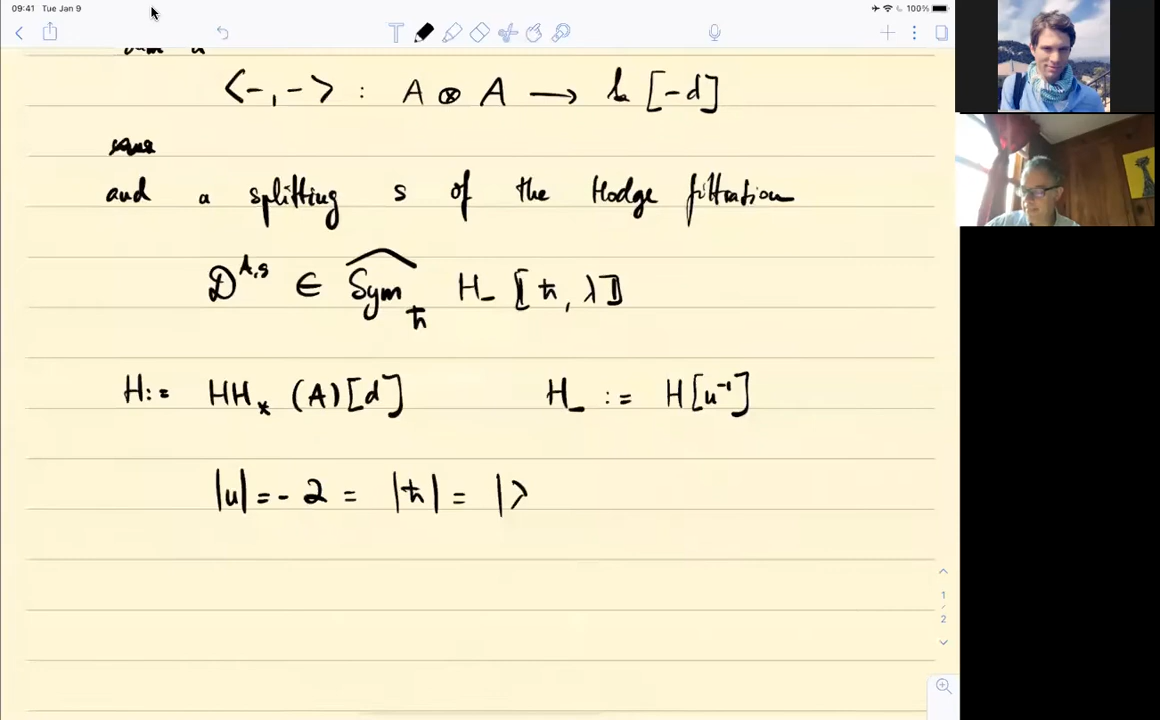 09:41 Tue Jan 9 100%
<-,-> : A ⊗ A ⟶ k [-d]
and a splitting s of the Hodge filtration
𝒟^{A,s} ∈ \widehat{Sym}_ħ H_- ⟦ħ, λ⟧
H := HH_* (A)[d] H_- := H[u^{-1}]
|u| = -2 = |ħ| = |λ
1
/
2